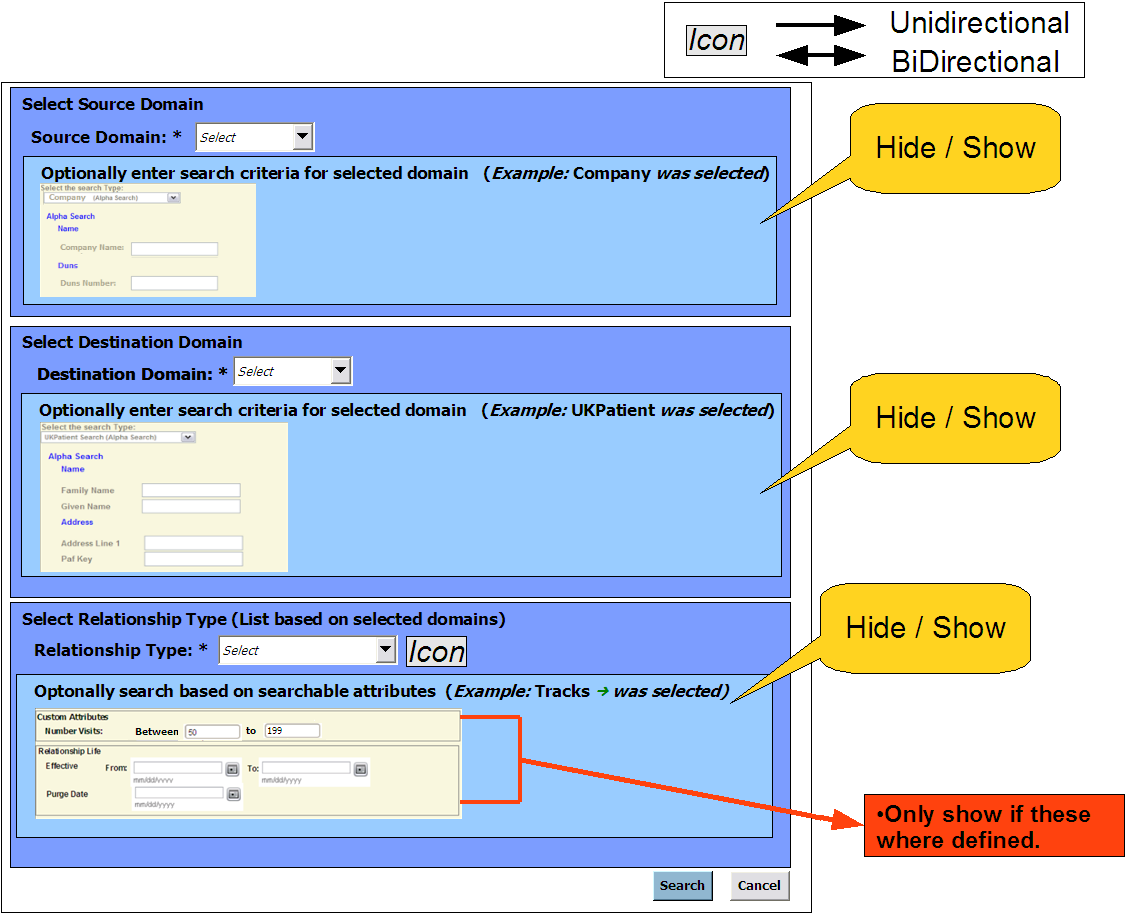 Icon
Unidirectional
BiDirectional
Select Source Domain
Source Domain: * Select
Optionally enter search criteria for selected domain (Example: Company was selected)
Select the search Type:
Company (Alpha Search)
Alpha Search
Name
Company Name:
Duns
Duns Number:
Hide / Show
Select Destination Domain
Destination Domain: * Select
Optionally enter search criteria for selected domain (Example: UKPatient was selected)
Select the search Type:
UKPatient Search (Alpha Search)
Alpha Search
Name
Family Name
Given Name
Address
Address Line 1
Paf Key
Hide / Show
Select Relationship Type (List based on selected domains)
Relationship Type: * Select Icon
Optonally search based on searchable attributes (Example: Tracks → was selected)
Custom Attributes
Number Visits: Between 50 to 199
Relationship Life
Effective From: To:
mm/dd/yyyy mm/dd/yyyy
Purge Date
mm/dd/yyyy
Hide / Show
•Only show if these
where defined.
Search Cancel